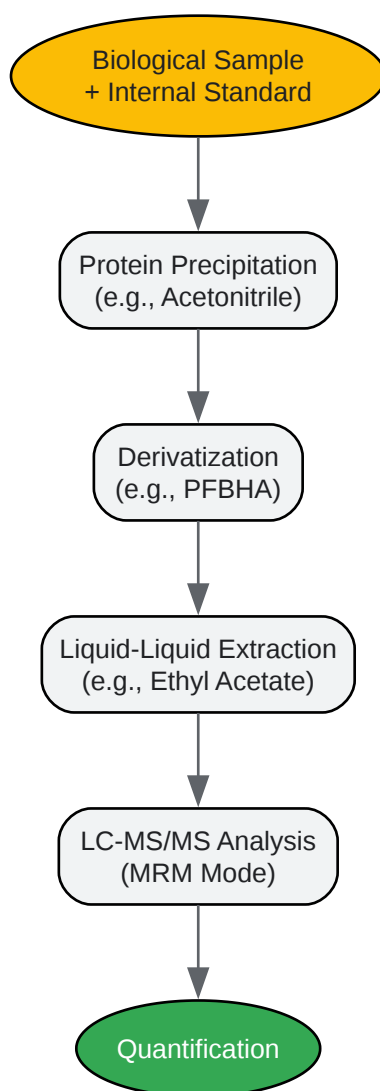 Biological Sample
+ Internal Standard
Protein Precipitation
(e.g., Acetonitrile)
Derivatization
(e.g., PFBHA)
Liquid-Liquid Extraction
(e.g., Ethyl Acetate)
LC-MS/MS Analysis
(MRM Mode)
Quantification